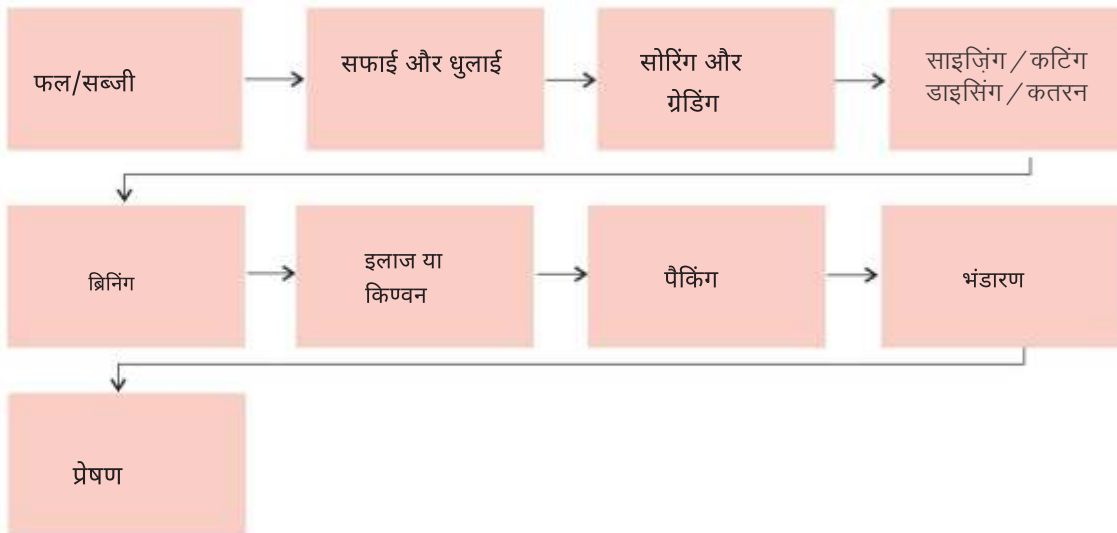 फल/सब्जी
सफाई और धुलाई
सोरिंग और
ग्रेडिंग
साइज़िंग / कटिंग
डाइसिंग / कतरन
ब्रिनिंग
इलाज या
किण्वन
पैकिंग
भंडारण
प्रेषण